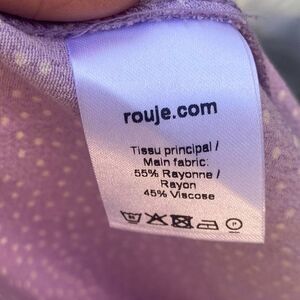 rouje.com
Tissu principal /
Main fabric:
55% Rayonne /
Rayon
45% Viscose